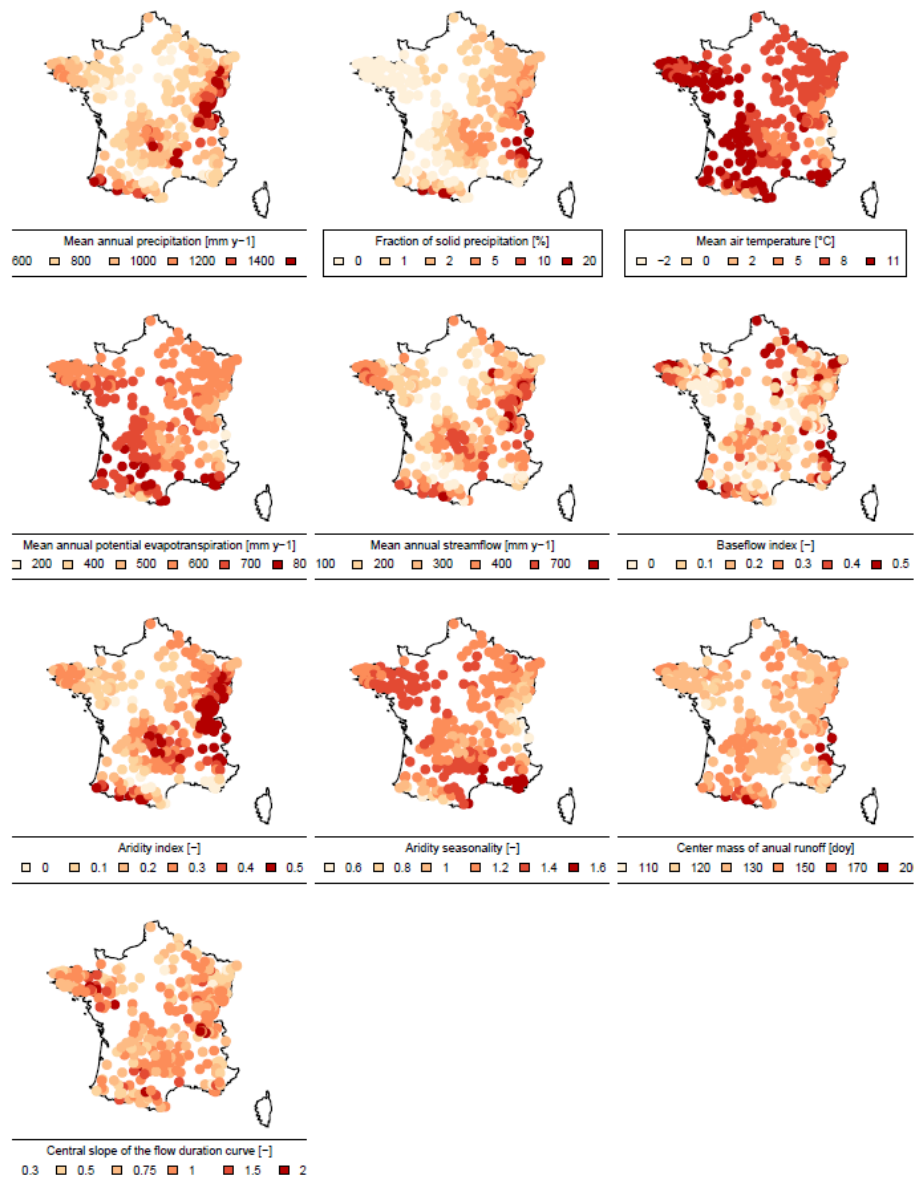 Mean annual precipitation [mm y−1]
600 800 1000 1200 1400
Fraction of solid precipitation [%]
0 1 2 5 10 20
Mean air temperature [°C]
−2 0 2 5 8 11
Mean annual potential evapotranspiration [mm y−1]
200 400 500 600 700 80
Mean annual streamflow [mm y−1]
100 200 300 400 700
Baseflow index [−]
0 0.1 0.2 0.3 0.4 0.5
Aridity index [−]
0 0.1 0.2 0.3 0.4 0.5
Aridity seasonality [−]
0.6 0.8 1 1.2 1.4 1.6
Center mass of anual runoff [doy]
110 120 130 150 170 20
Central slope of the flow duration curve [−]
0.3 0.5 0.75 1 1.5 2